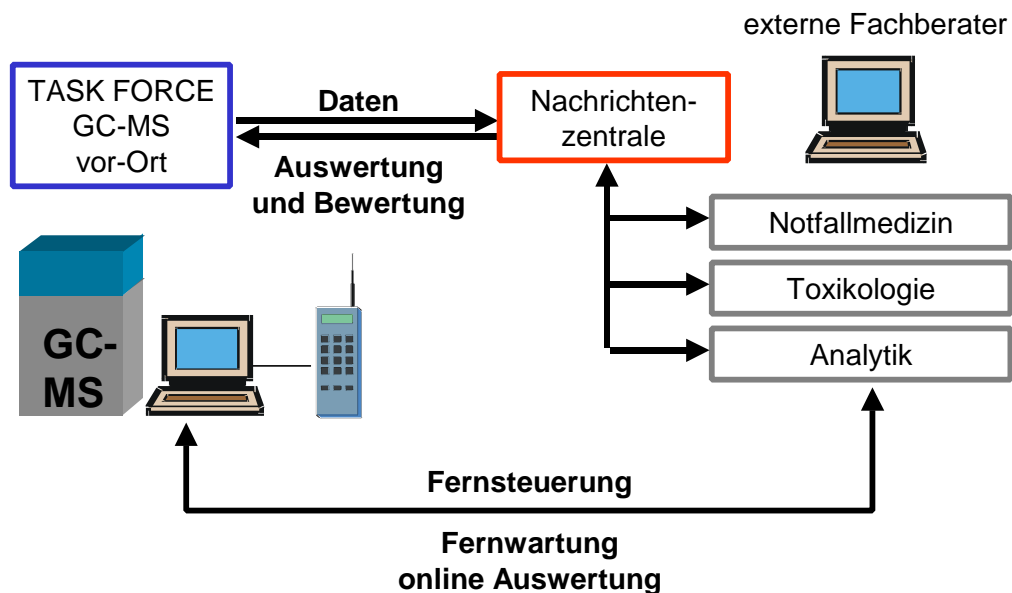 externe Fachberater
TASK FORCE
GC-MS
vor-Ort
Daten
Auswertung
und Bewertung
Nachrichten-
zentrale
Notfallmedizin
Toxikologie
Analytik
GC-
MS
Fernsteuerung
Fernwartung
online Auswertung